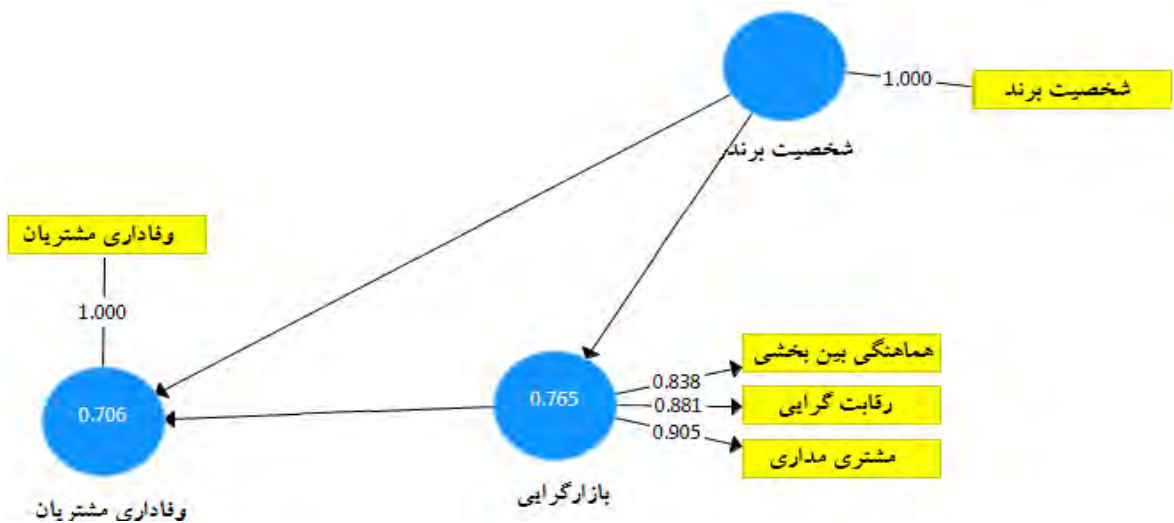 1.000
شخصیت برند
شخصیت برند
وفاداری مشتریان
1.000
هماهنگی بین بخشی
0.838
0.765
رقابت گرایی
0.881
0.706
0.905
مشتری مداری
بازارگرایی
وفاداری مشتریان